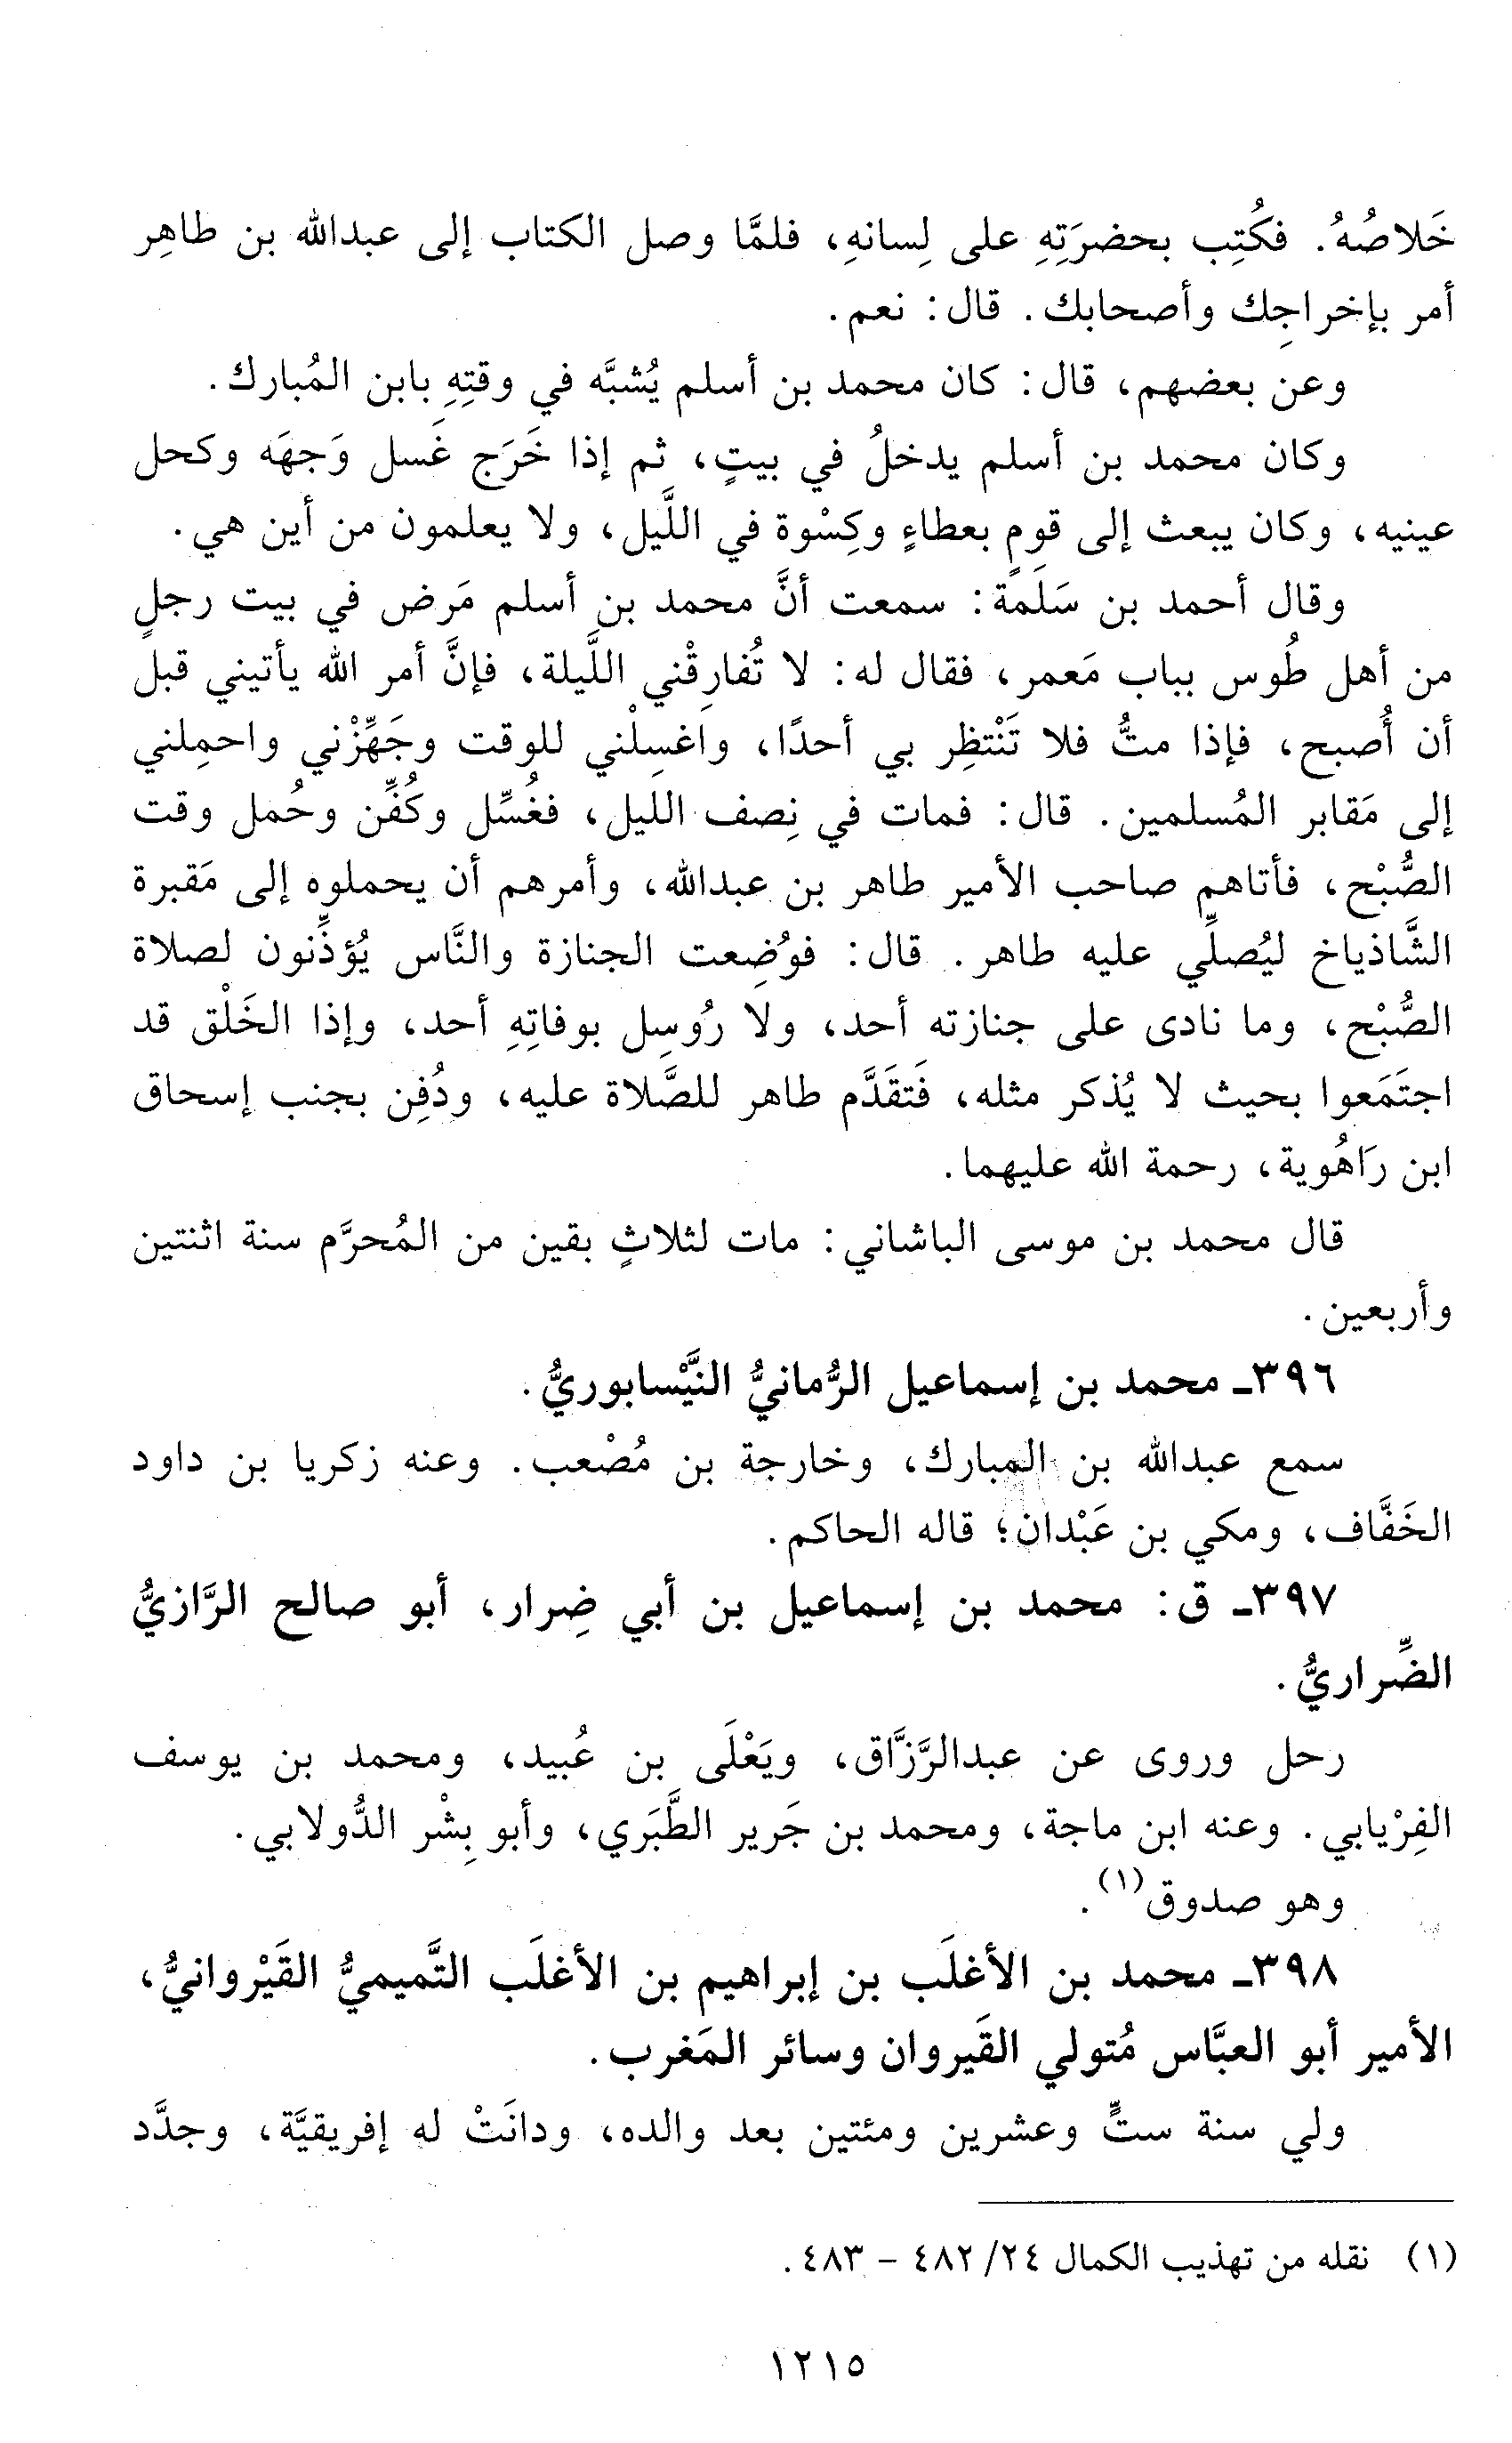 خَلاصُهُ. فكُتِب بحضرَتِهِ على لِسانهِ، فلمَّا وصل الكتاب إلى عبدالله بن طاهِر
أمر بإخراجِك وأصحابك. قال: نعم.
وعن بعضهم، قال: كان محمد بن أسلم يُشبَّه في وقتِهِ بابن المُبارك.
وكان محمد بن أسلم يدخلُ في بيتٍ، ثم إذا خَرَج غَسل وَجهَه وكحل
عينيه، وكان يبعث إلى قومٍ بعطاءٍ وكِسْوة في اللَّيل، ولا يعلمون من أين هي.
وقال أحمد بن سَلَمة: سمعت أنَّ محمد بن أسلم مَرض في بيت رجلٍ
من أهل طُوس بباب مَعمر، فقال له: لا تُفارِقْني اللَّيلة، فإنَّ أمر الله يأتيني قبل
أن أُصبح، فإذا متُّ فلا تَنْتظِر بي أحدًا، واغسِلْني للوقت وجَهِّزْني واحمِلني
إلى مَقابر المُسلمين. قال: فمات في نِصف الليل، فغُسِّل وكُفِّن وحُمل وقت
الصُّبْح، فأتاهم صاحب الأمير طاهر بن عبدالله، وأمرهم أن يحملوه إلى مَقبرة
الشَّاذياخ ليُصلِّي عليه طاهر. قال: فوُضِعت الجنازة والنَّاس يُؤذِّنون لصلاة
الصُّبْح، وما نادى على جنازته أحد، ولا رُوسِل بوفاتِهِ أحد، وإذا الخَلْق قد
اجتَمَعوا بحيث لا يُذكر مثله، فَتقَدَّم طاهر للصَّلاة عليه، ودُفِن بجنب إسحاق
ابن رَاهُوية، رحمة الله عليهما.
قال محمد بن موسى الباشاني: مات لثلاثٍ بقين من المُحرَّم سنة اثنتين
وأربعين.
٣٩٦ـ محمد بن إسماعيل الرُّمانيُّ النَّيْسابوريُّ.
سمع عبدالله بن المبارك، وخارجة بن مُصْعب. وعنه زكريا بن داود
الخَفَّاف، ومكي بن عَبْدان؛ قاله الحاكم.
٣٩٧ـ ق: محمد بن إسماعيل بن أبي ضِرار، أبو صالح الرَّازيُّ
الضِّراريُّ.
رحل وروى عن عبدالرَّزَّاق، ويَعْلَى بن عُبيد، ومحمد بن يوسف
الفِرْيابي. وعنه ابن ماجة، ومحمد بن جَرير الطَّبَري، وأبو بِشْر الدُّولابي.
وهو صدوق(١).
٣٩٨ـ محمد بن الأغلَب بن إبراهيم بن الأغلَب التَّميميُّ القَيْروانيُّ،
الأمير أبو العبَّاس مُتولي القَيروان وسائر المَغرب.
ولي سنة ستٍّ وعشرين ومئتين بعد والده، ودانَتْ له إفريقيَّة، وجدَّد
(١) نقله من تهذيب الكمال ٢٤/ ٤٨٢ - ٤٨٣.
١٢١٥